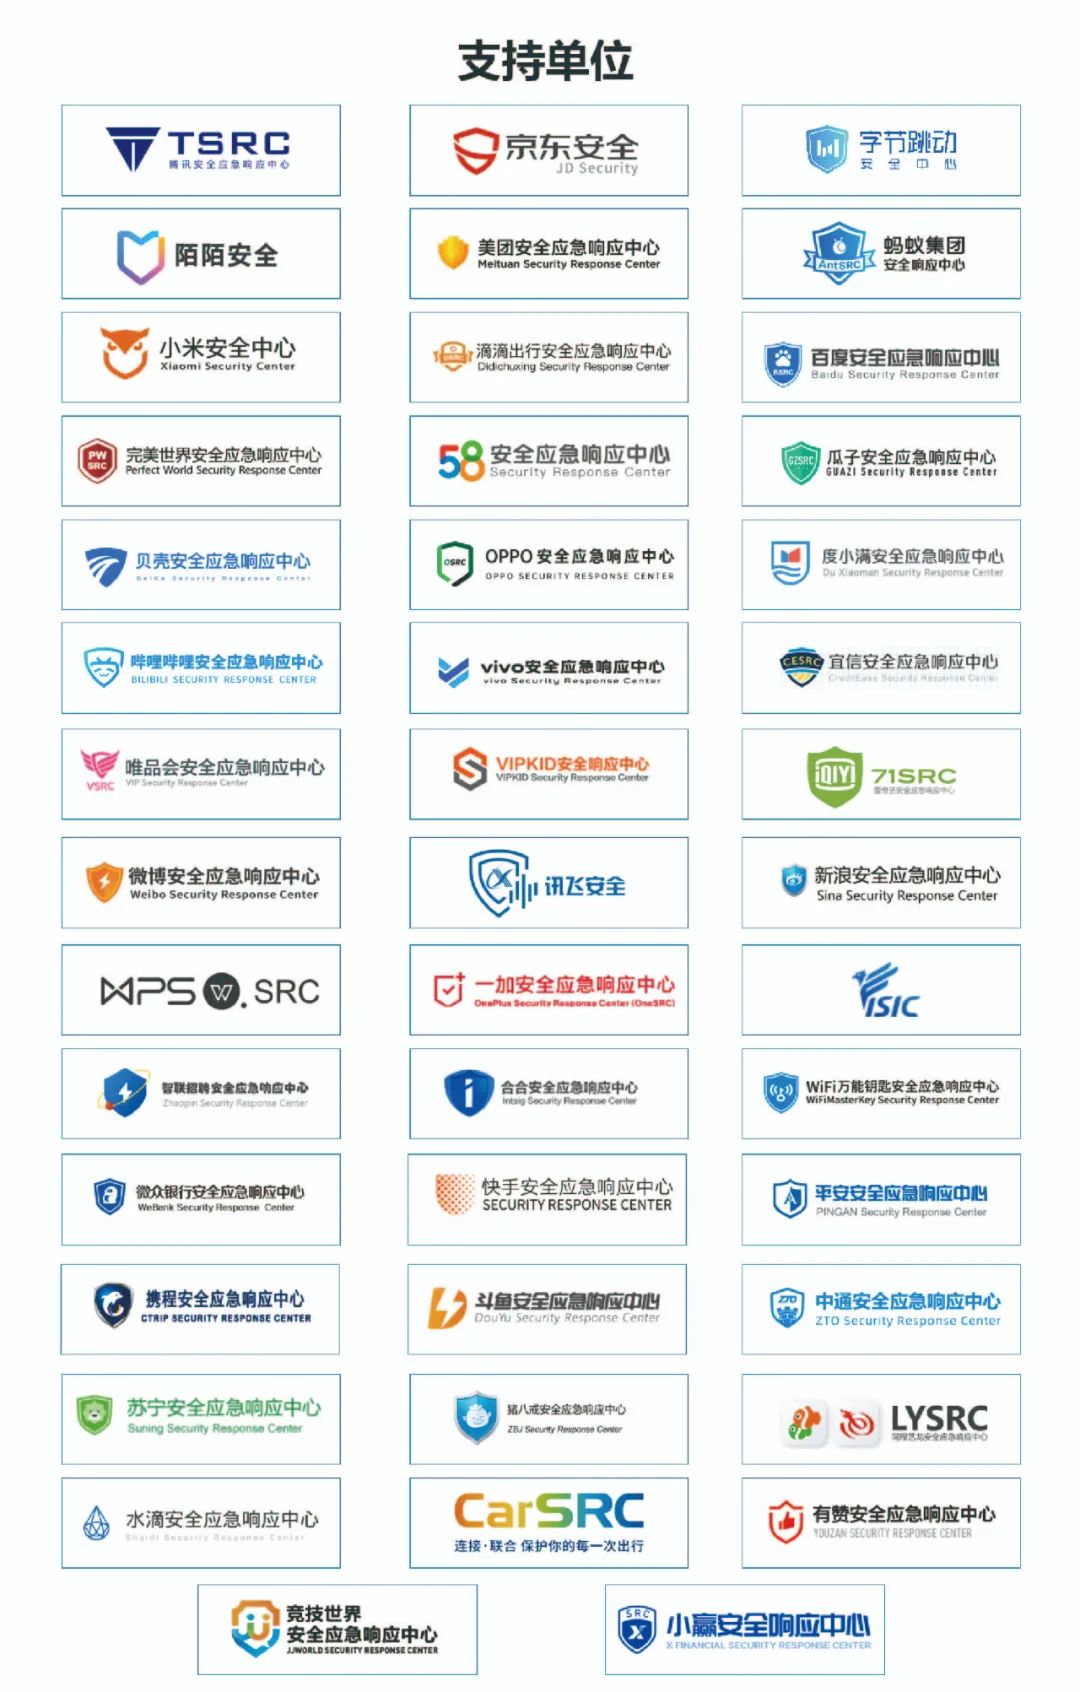 支持单位
TSRC
腾讯安全应急响应中心
京东安全
JD Security
字节跳动
安全中心
陌陌安全
美团安全应急响应中心
Meituan Security Response Center
AntSRC
蚂蚁集团
安全响应中心
小米安全中心
Xiaomi Security Center
滴滴出行安全应急响应中心
Didichuxing Security Response Center
BSRC
百度安全应急响应中心
Baidu Security Response Center
PW
SRC
完美世界安全应急响应中心
Perfect World Security Response Center
58 安全应急响应中心
Security Response Center
GZSRC
瓜子安全应急响应中心
GUAZI Security Response Center
贝壳安全应急响应中心
BeiKe Security Response Center
OSRC
OPPO 安全应急响应中心
OPPO SECURITY RESPONSE CENTER
度小满安全应急响应中心
Du Xiaoman Security Response Center
哔哩哔哩安全应急响应中心
BILIBILI SECURITY RESPONSE CENTER
vivo安全应急响应中心
vivo Security Response Center
CESRC
宜信安全应急响应中心
CreditEase Security Response Center
VSRC
唯品会安全应急响应中心
VIP Security Response Center
VIPKID安全响应中心
VIPKID Security Response Center
iQIYI
71SRC
爱奇艺安全应急响应中心
微博安全应急响应中心
Weibo Security Response Center
讯飞安全
新浪安全应急响应中心
Sina Security Response Center
WPS W. SRC
一加安全应急响应中心
OnePlus Security Response Center (OneSRC)
ISIC
智联招聘安全应急响应中心
Zhaopin Security Response Center
合合安全应急响应中心
Intsig Security Response Center
WiFi万能钥匙安全应急响应中心
WiFiMasterKey Security Response Center
微众银行安全应急响应中心
WeBank Security Response Center
快手安全应急响应中心
SECURITY RESPONSE CENTER
平安安全应急响应中心
PINGAN Security Response Center
携程安全应急响应中心
CTRIP SECURITY RESPONSE CENTER
斗鱼安全应急响应中心
DouYu Security Response Center
ZTO
中通安全应急响应中心
ZTO Security Response Center
苏宁安全应急响应中心
Suning Security Response Center
猪八戒安全应急响应中心
ZBJ Security Response Center
LYSRC
同程艺龙安全应急响应中心
水滴安全应急响应中心
Shuidi Security Response Center
CarSRC
连接·联合 保护你的每一次出行
有赞安全应急响应中心
YOUZAN SECURITY RESPONSE CENTER
竞技世界
安全应急响应中心
JJWORLD SECURITY RESPONSE CENTER
SRC
X
小赢安全响应中心
X FINANCIAL SECURITY RESPONSE CENTER